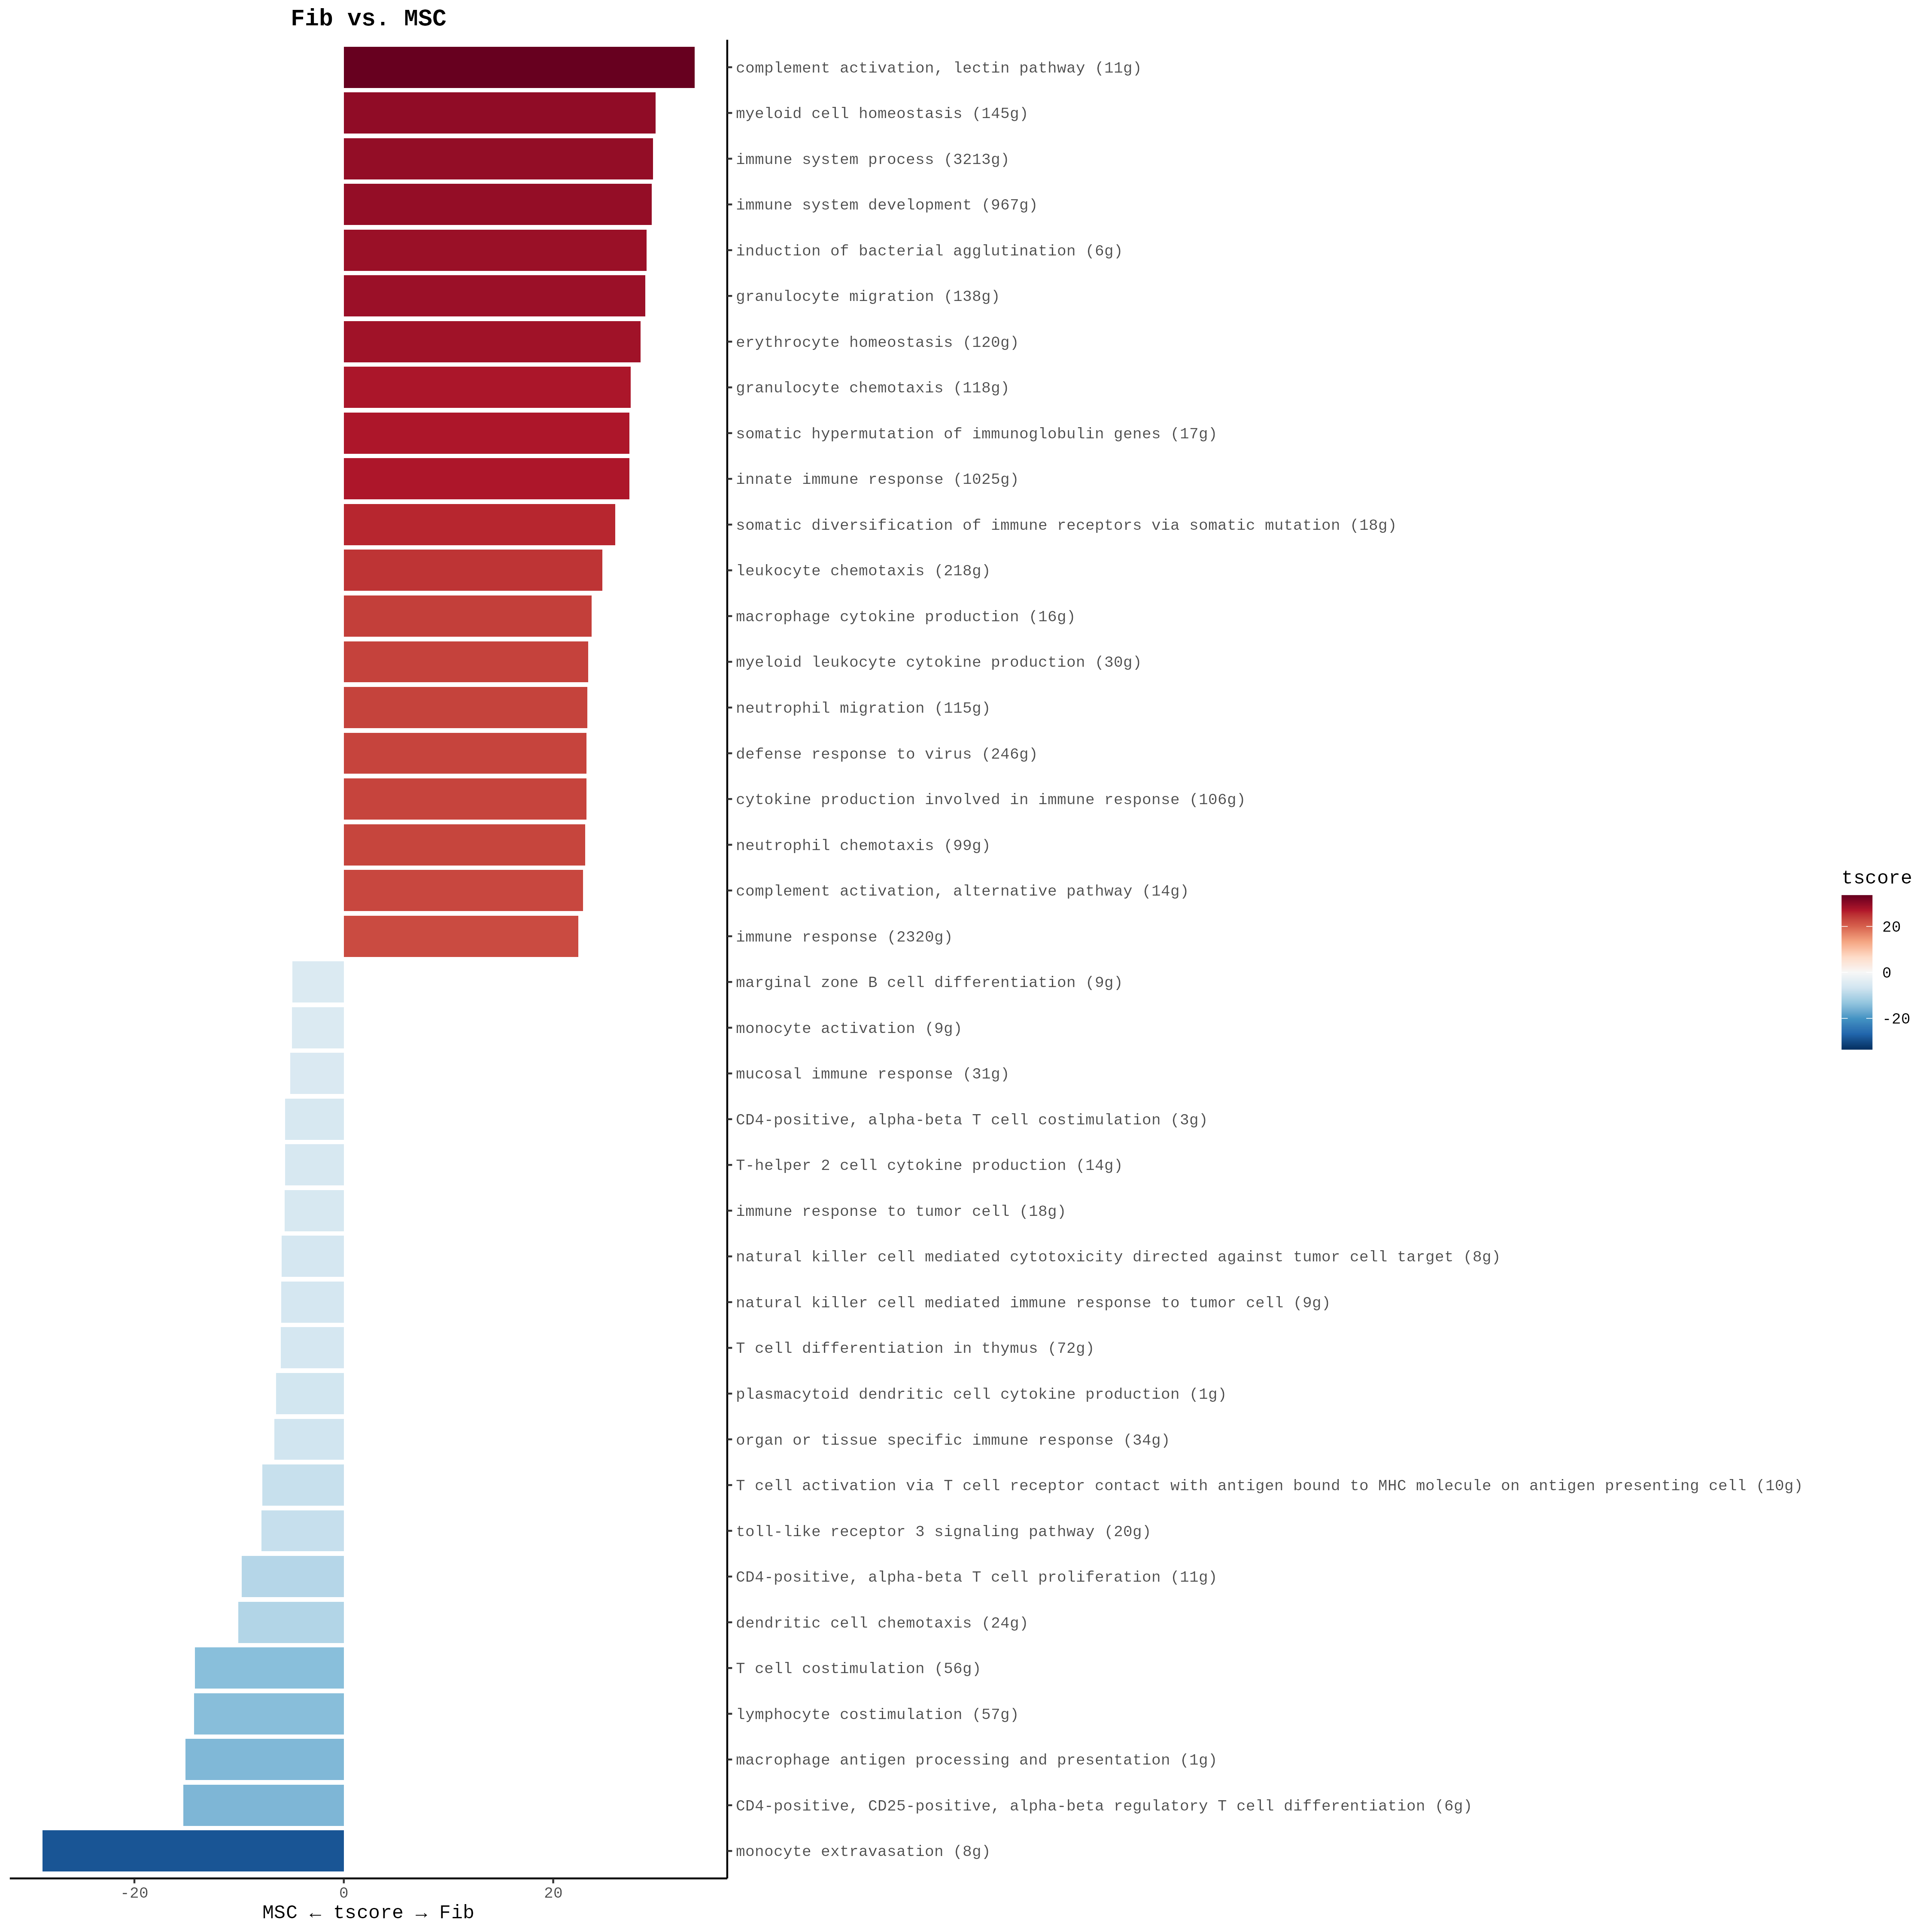 Fib vs. MSC
complement activation, lectin pathway (11g)
myeloid cell homeostasis (145g)
immune system process (3213g)
immune system development (967g)
induction of bacterial agglutination (6g)
granulocyte migration (138g)
erythrocyte homeostasis (120g)
granulocyte chemotaxis (118g)
somatic hypermutation of immunoglobulin genes (17g)
innate immune response (1025g)
somatic diversification of immune receptors via somatic mutation (18g)
leukocyte chemotaxis (218g)
macrophage cytokine production (16g)
myeloid leukocyte cytokine production (30g)
neutrophil migration (115g)
defense response to virus (246g)
cytokine production involved in immune response (106g)
neutrophil chemotaxis (99g)
complement activation, alternative pathway (14g)
immune response (2320g)
marginal zone B cell differentiation (9g)
monocyte activation (9g)
mucosal immune response (31g)
CD4-positive, alpha-beta T cell costimulation (3g)
T-helper 2 cell cytokine production (14g)
immune response to tumor cell (18g)
natural killer cell mediated cytotoxicity directed against tumor cell target (8g)
natural killer cell mediated immune response to tumor cell (9g)
T cell differentiation in thymus (72g)
plasmacytoid dendritic cell cytokine production (1g)
organ or tissue specific immune response (34g)
T cell activation via T cell receptor contact with antigen bound to MHC molecule on antigen presenting cell (10g)
toll-like receptor 3 signaling pathway (20g)
CD4-positive, alpha-beta T cell proliferation (11g)
dendritic cell chemotaxis (24g)
T cell costimulation (56g)
lymphocyte costimulation (57g)
macrophage antigen processing and presentation (1g)
CD4-positive, CD25-positive, alpha-beta regulatory T cell differentiation (6g)
monocyte extravasation (8g)
-20 0 20
MSC ← tscore → Fib
tscore
20
0
-20